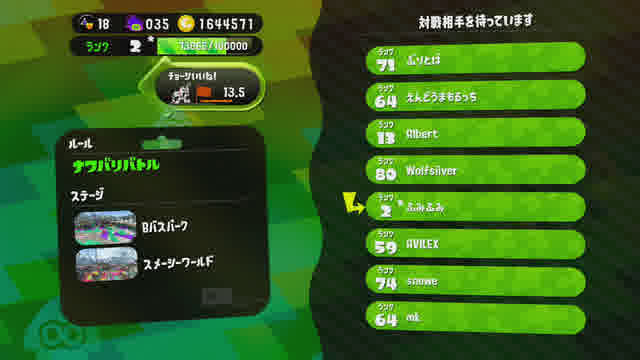 18 035 1644571
ランク 2* 73865/100000
チョーシいいね!
13.5
ルール
ナワバリバトル
ステージ
Bバスパーク
スメーシーワールド
対戦相手を待っています
ランク 71 ぷりとぱ
ランク 64 えんどうまもるっち
ランク 13 Albert
ランク 80 Wolfsilver
ランク 2* ふみふみ
ランク 59 AVILEX
ランク 74 snowe
ランク 64 mk